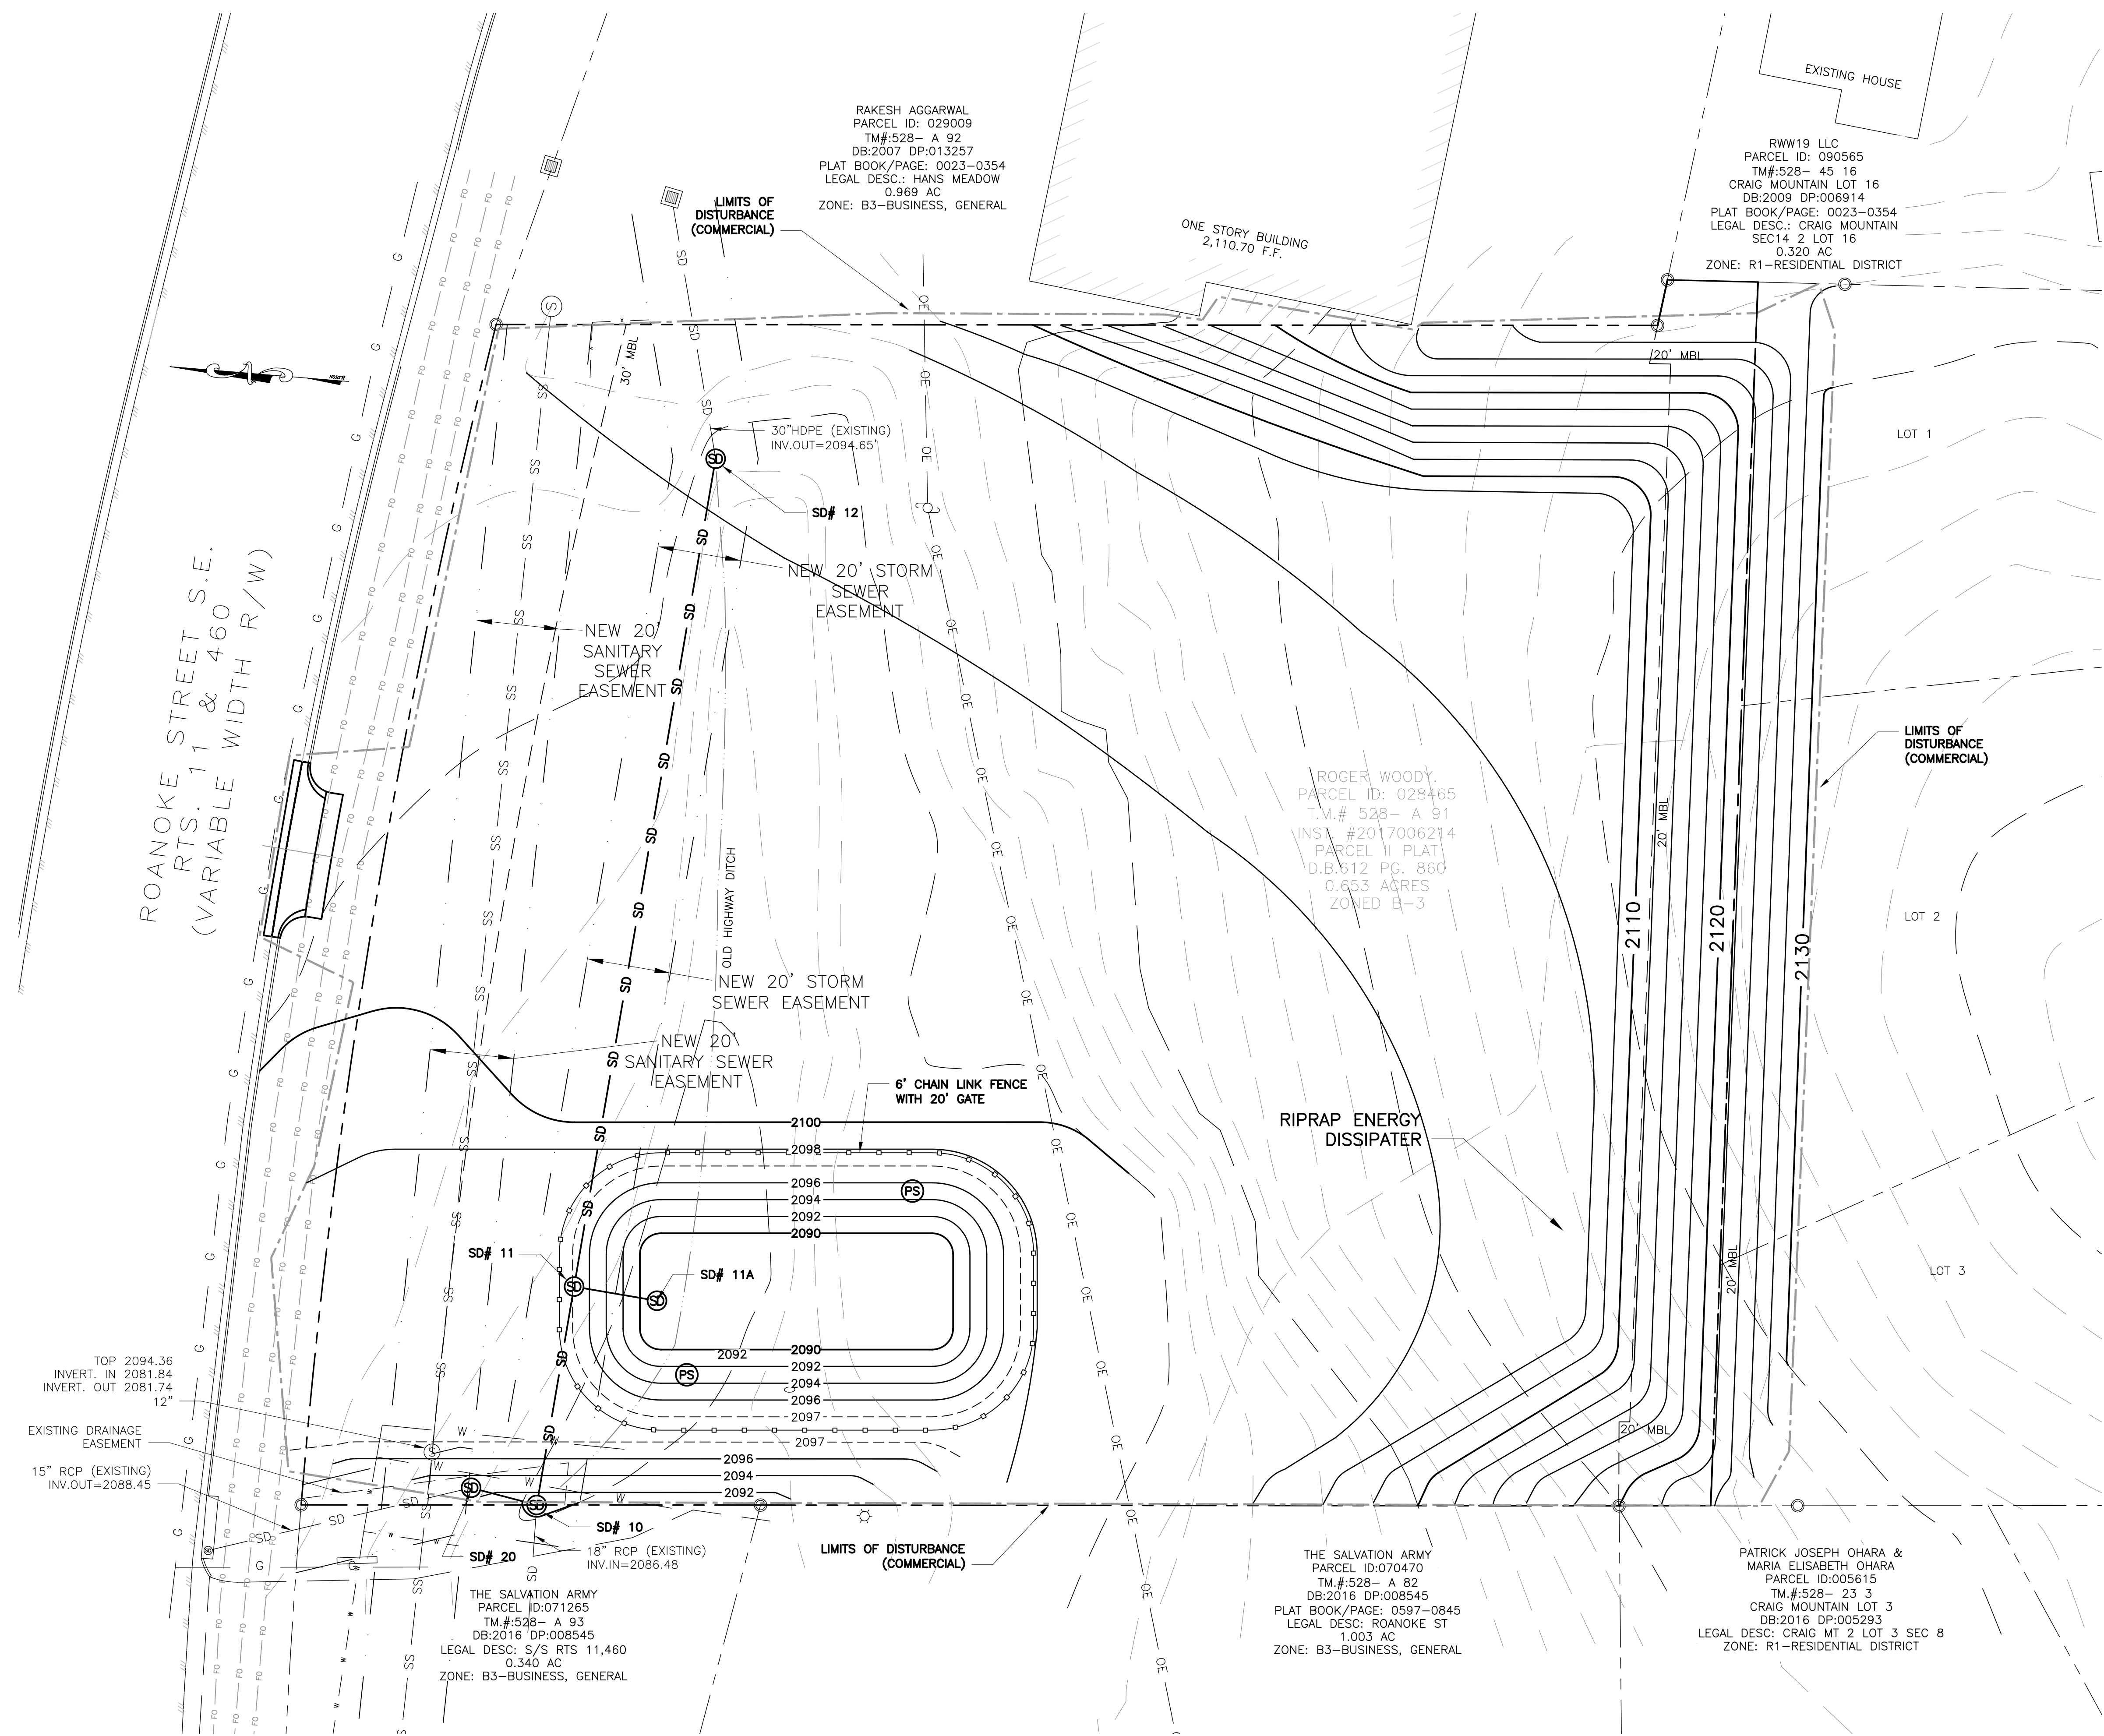 EXISTING HOUSE
RAKESH AGGARWAL
PARCEL ID: 029009
TM#:528– A 92
DB:2007 DP:013257
PLAT BOOK/PAGE: 0023–0354
LEGAL DESC.: HANS MEADOW
0.969 AC
ZONE: B3–BUSINESS, GENERAL
RWW19 LLC
PARCEL ID: 090565
TM#:528– 45 16
CRAIG MOUNTAIN LOT 16
DB:2009 DP:006914
PLAT BOOK/PAGE: 0023–0354
LEGAL DESC.: CRAIG MOUNTAIN
SEC14 2 LOT 16
0.320 AC
ZONE: R1–RESIDENTIAL DISTRICT
LIMITS OF
DISTURBANCE
(COMMERCIAL)
ONE STORY BUILDING
2,110.70 F.F.
NORTH
30' MBL
20' MBL
30"HDPE (EXISTING)
INV.OUT=2094.65'
LOT 1
SD# 12
NEW 20' STORM
SEWER
EASEMENT
NEW 20'
SANITARY
SEWER
EASEMENT
ROANOKE STREET S.E.
RTS. 11 & 460
(VARIABLE WIDTH R/W)
LIMITS OF
DISTURBANCE
(COMMERCIAL)
ROGER WOODY.
PARCEL ID: 028465
T.M.# 528– A 91
INST. #2017006214
PARCEL II PLAT
D.B.612 PG. 860
0.653 ACRES
ZONED B–3
20' MBL
OLD HIGHWAY DITCH
2110
2120
2130
LOT 2
NEW 20' STORM
SEWER EASEMENT
NEW 20'
SANITARY SEWER
EASEMENT
6' CHAIN LINK FENCE
WITH 20' GATE
RIPRAP ENERGY
DISSIPATER
2100
2098
2096
2094
2092
2090
PS
SD# 11
SD# 11A
LOT 3
20' MBL
2090
2092
2092
2094
2096
2097
PS
TOP 2094.36
INVERT. IN 2081.84
INVERT. OUT 2081.74
12"
EXISTING DRAINAGE
EASEMENT
15" RCP (EXISTING)
INV.OUT=2088.45
2097
2096
2094
2092
20' MBL
SD# 10
SD# 20
18" RCP (EXISTING)
INV.IN=2086.48
LIMITS OF DISTURBANCE
(COMMERCIAL)
THE SALVATION ARMY
PARCEL ID:071265
TM.#:528– A 93
DB:2016 DP:008545
LEGAL DESC: S/S RTS 11,460
0.340 AC
ZONE: B3–BUSINESS, GENERAL
THE SALVATION ARMY
PARCEL ID:070470
TM.#:528– A 82
DB:2016 DP:008545
PLAT BOOK/PAGE: 0597–0845
LEGAL DESC: ROANOKE ST
1.003 AC
ZONE: B3–BUSINESS, GENERAL
PATRICK JOSEPH OHARA &
MARIA ELISABETH OHARA
PARCEL ID:005615
TM.#:528– 23 3
CRAIG MOUNTAIN LOT 3
DB:2016 DP:005293
LEGAL DESC: CRAIG MT 2 LOT 3 SEC 8
ZONE: R1–RESIDENTIAL DISTRICT